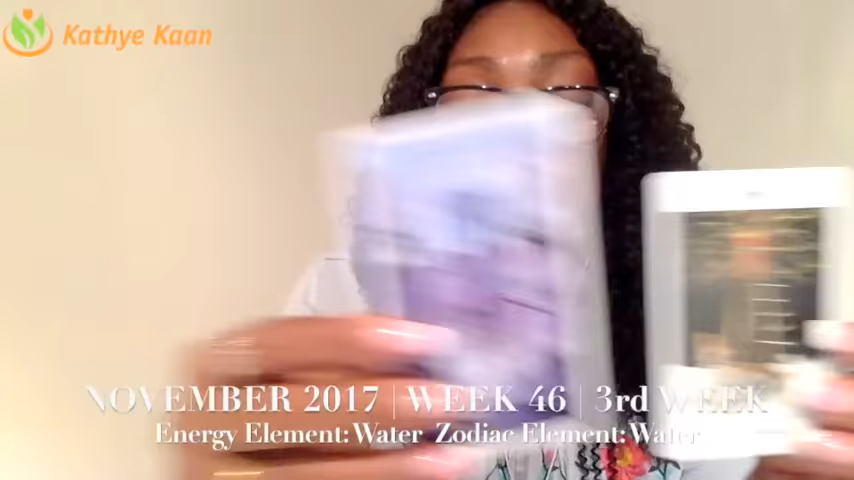 Kathye Kaan
NOVEMBER 2017 | WEEK 46 | 3rd WEEK
Energy Element: Water Zodiac Element: Water